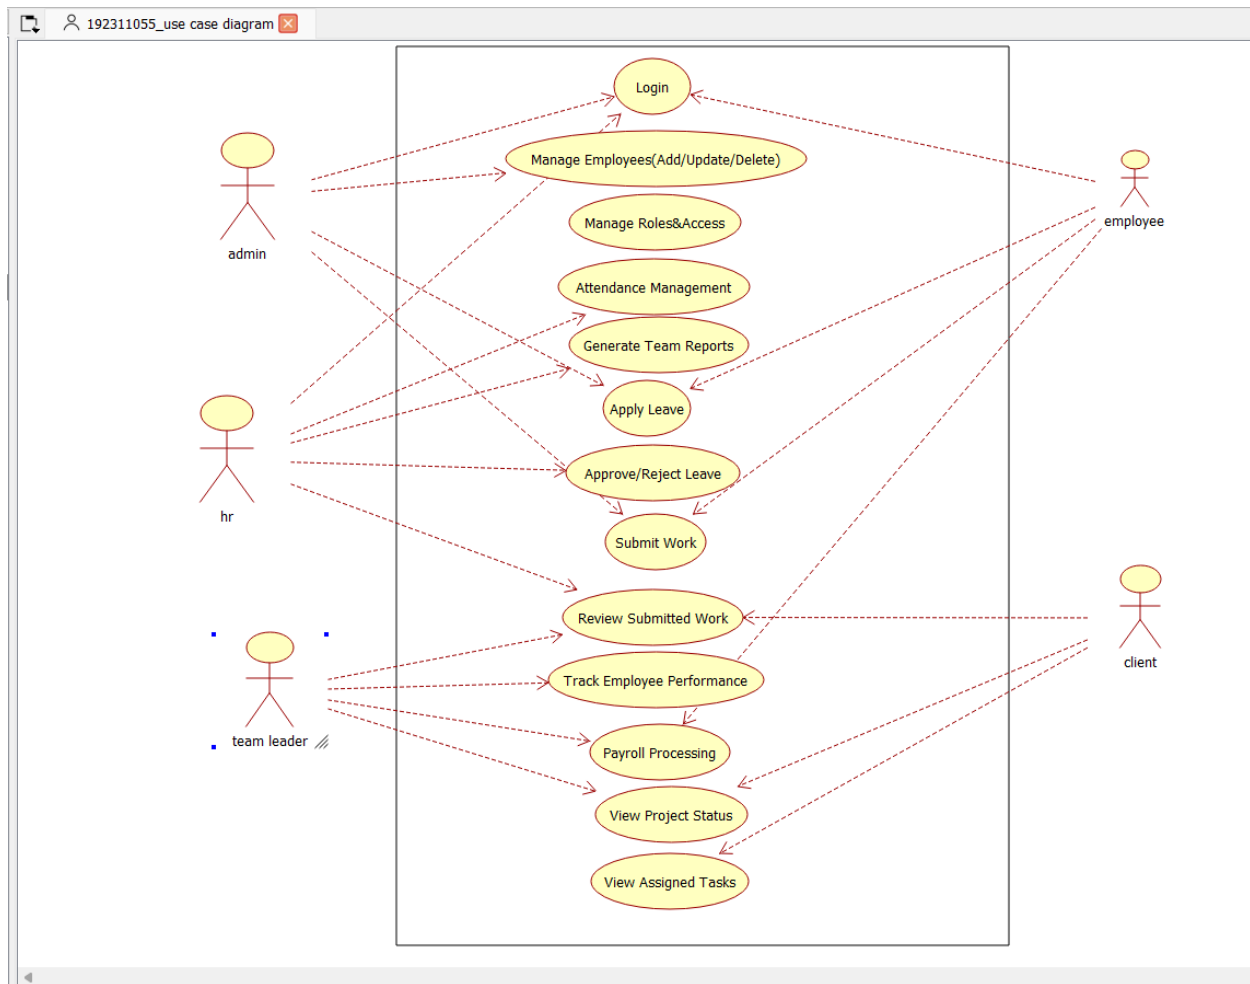 192311055_use case diagram
Login
Manage Employees(Add/Update/Delete)
admin
employee
Manage Roles&Access
Attendance Management
Generate Team Reports
Apply Leave
hr
Approve/Reject Leave
Submit Work
Review Submitted Work
client
team leader
Track Employee Performance
Payroll Processing
View Project Status
View Assigned Tasks